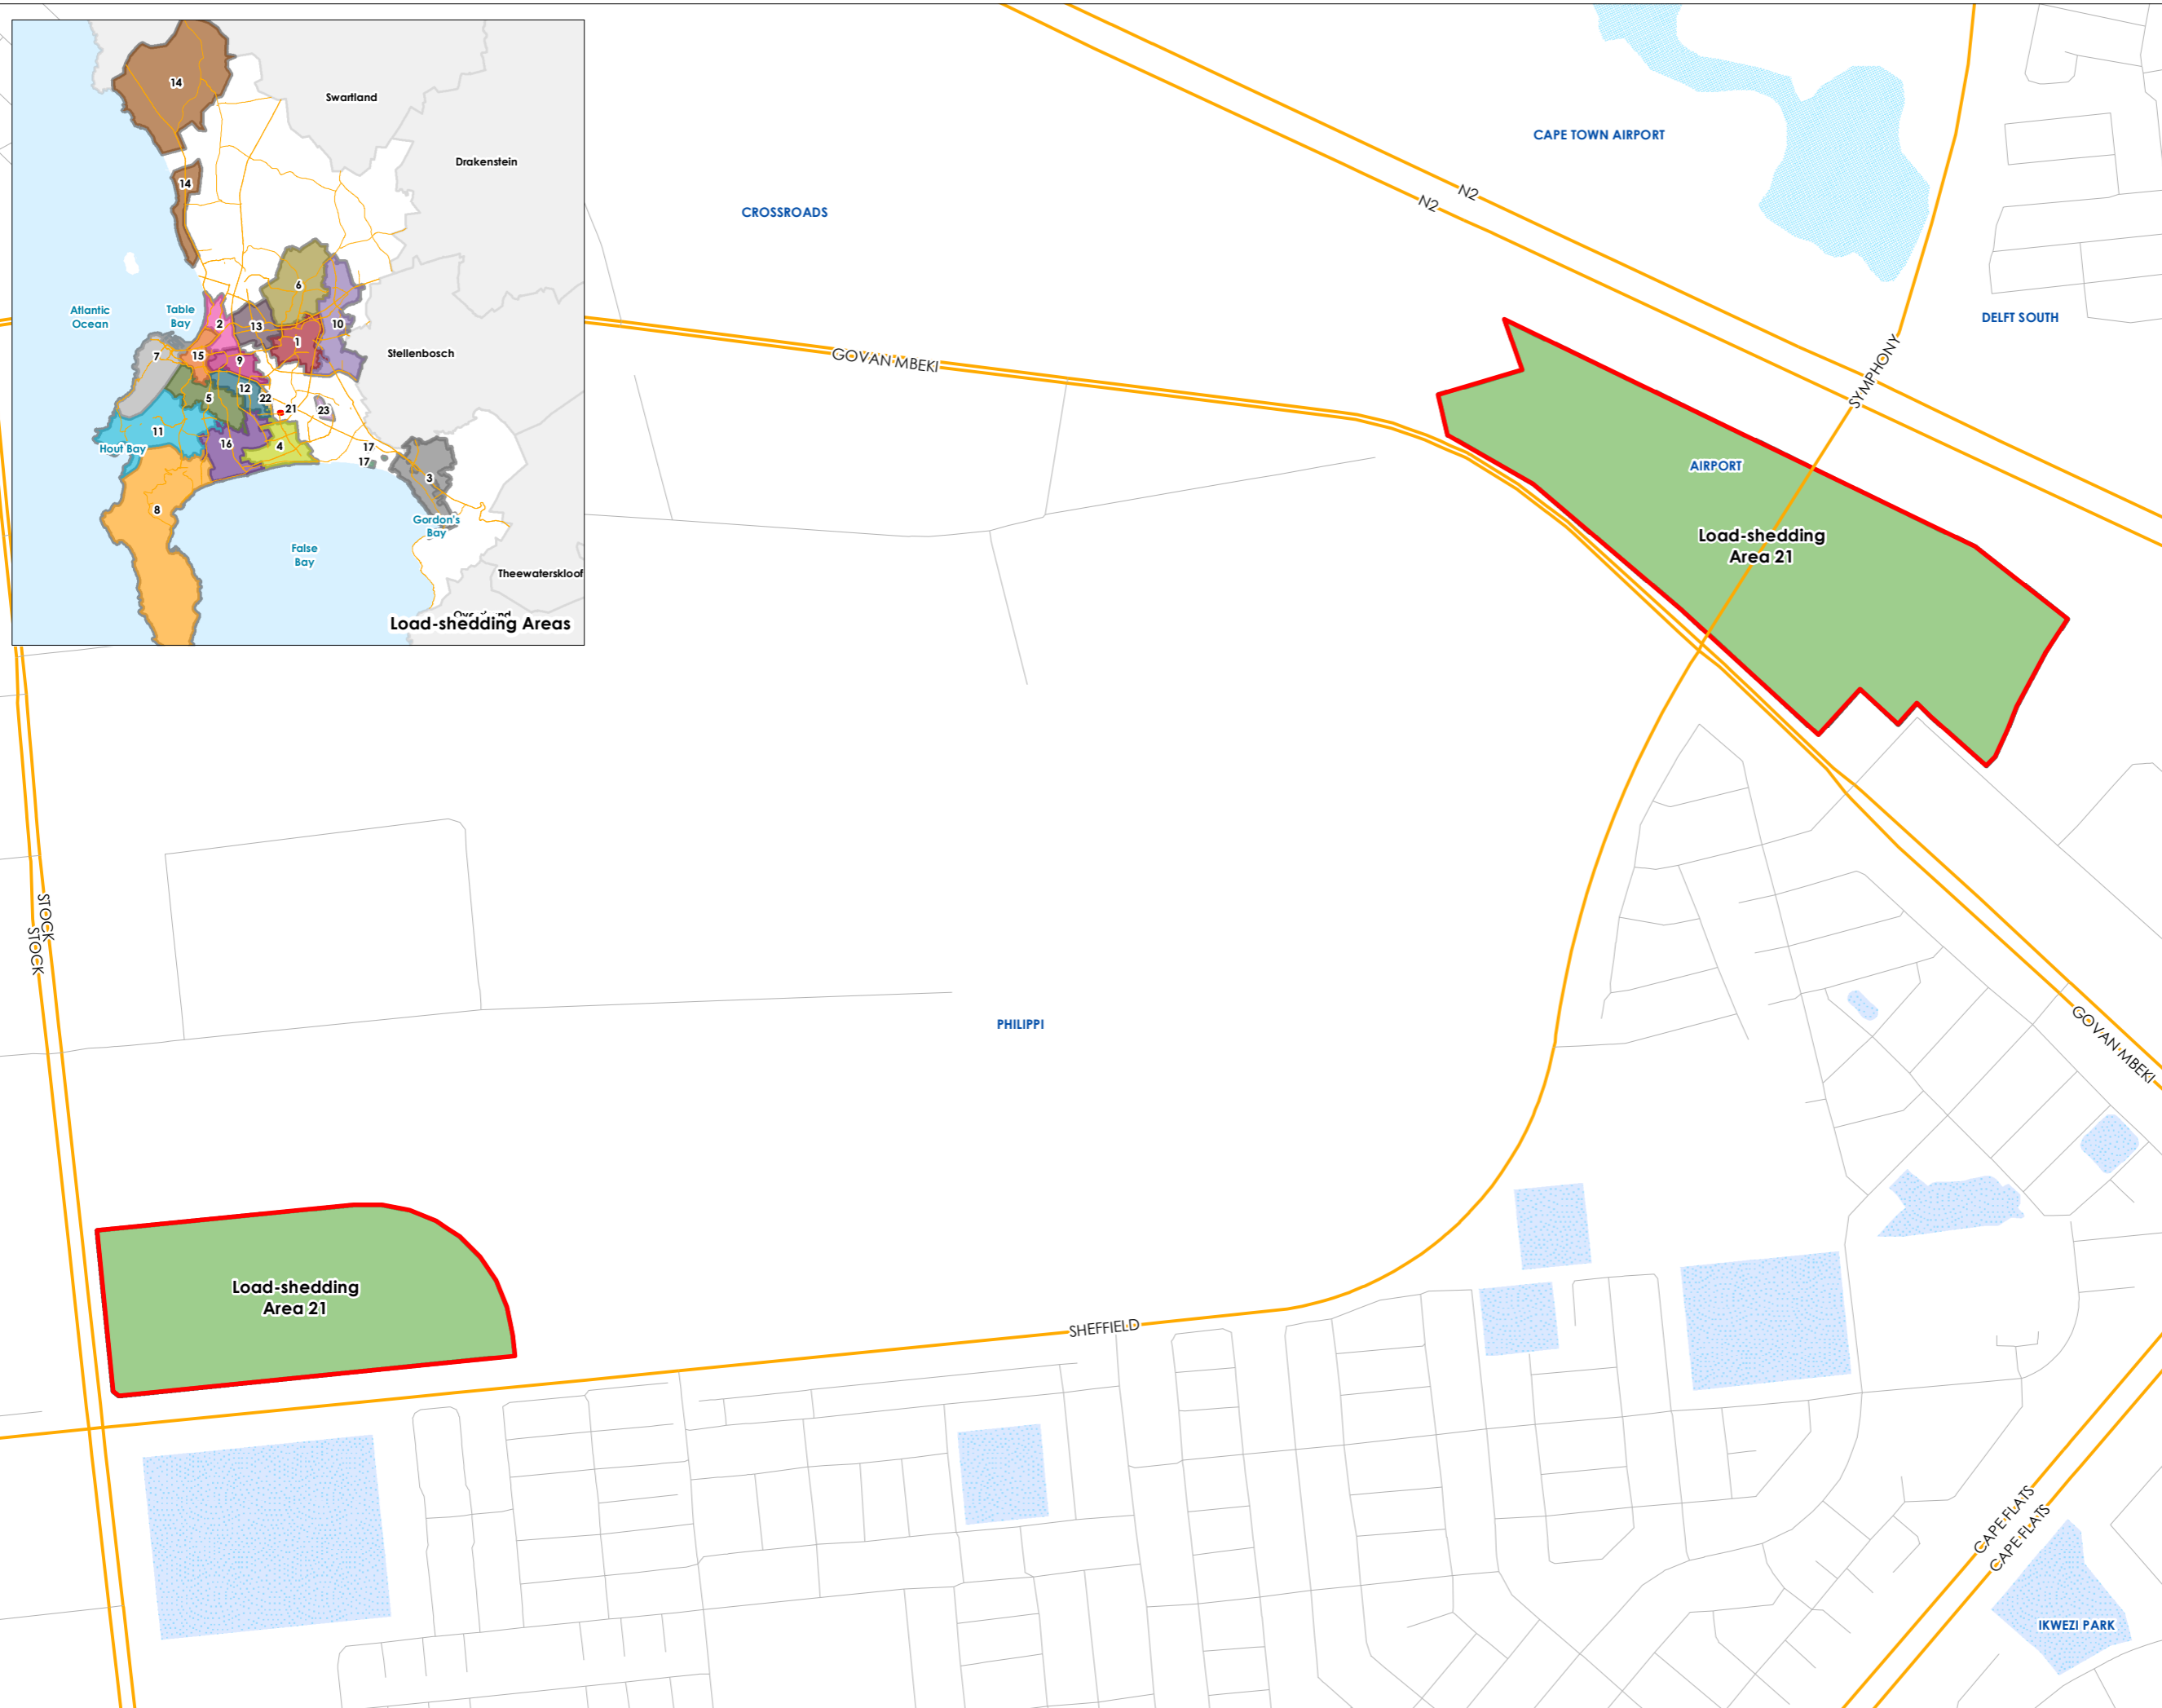 14
Swartland
Drakenstein
14
6
Atlantic
Ocean
Table
Bay
2
13
10
1
7
15
9
Stellenbosch
12
5
22
21
23
11
16
4
17
Hout Bay
17
3
8
Gordon's
Bay
False
Bay
Theewaterskloof
Load-shedding Areas
CAPE TOWN AIRPORT
N2
N2
CROSSROADS
DELFT SOUTH
GOVAN MBEKI
SYMPHONY
AIRPORT
Load-shedding
Area 21
STOCK
STOCK
PHILIPPI
GOVAN MBEKI
Load-shedding
Area 21
SHEFFIELD
CAPE FLATS
CAPE FLATS
IKWEZI PARK